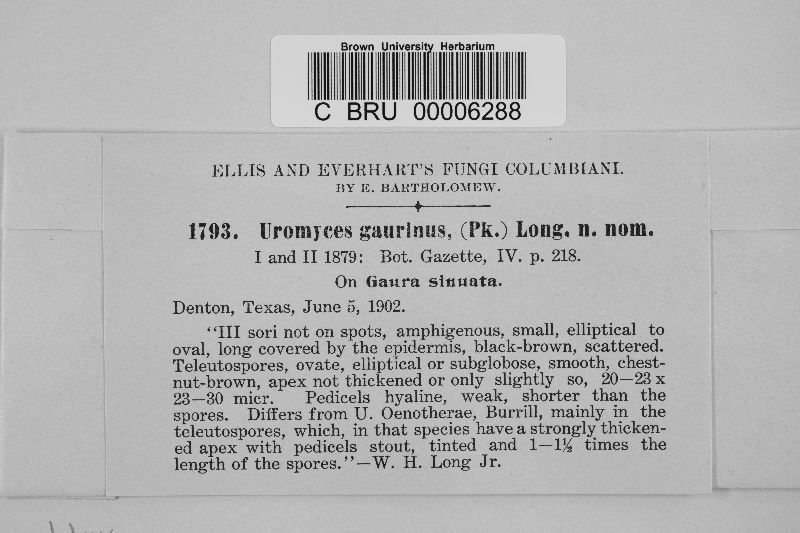 Brown University Herbarium
C BRU 00006288
ELLIS AND EVERHART'S FUNGI COLUMBIANI.
BY E. BARTHOLOMEW.
1793. Uromyces gaurinus, (Pk.) Long. n. nom.
I and II 1879: Bot. Gazette, IV. p. 218.
On Gaura sinuata.
Denton, Texas, June 5, 1902.
"III sori not on spots, amphigenous, small, elliptical to
oval, long covered by the epidermis, black-brown, scattered.
Teleutospores, ovate, elliptical or subglobose, smooth, chest-
nut-brown, apex not thickened or only slightly so, 20—23 x
23—30 micr. Pedicels hyaline, weak, shorter than the
spores. Differs from U. Oenotherae, Burrill, mainly in the
teleutospores, which, in that species have a strongly thicken-
ed apex with pedicels stout, tinted and 1—1½ times the
length of the spores."—W. H. Long Jr.